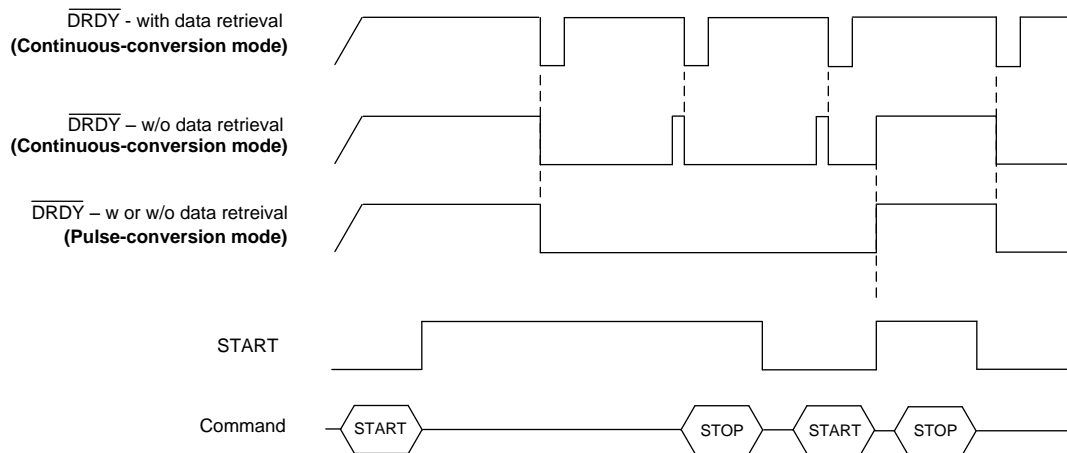 DRDY - with data retrieval
(Continuous-conversion mode)
DRDY – w/o data retrieval
(Continuous-conversion mode)
DRDY – w or w/o data retreival
(Pulse-conversion mode)
START
Command
START
STOP
START
STOP